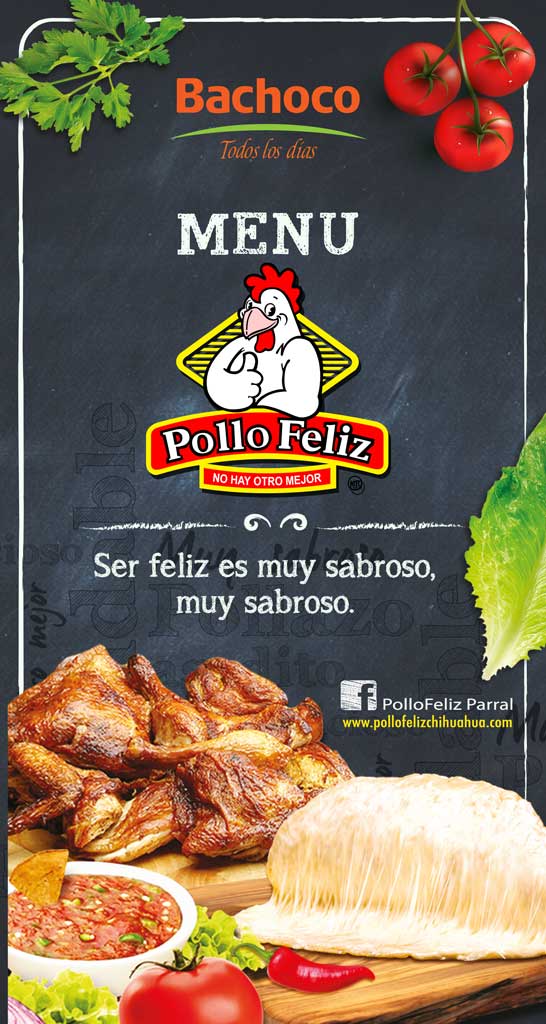 Bachoco
Todos los días
MENU
Pollo Feliz
NO HAY OTRO MEJOR
Ser feliz es muy sabroso,
muy sabroso.
f PolloFeliz Parral
www.pollofelizchihuahua.com